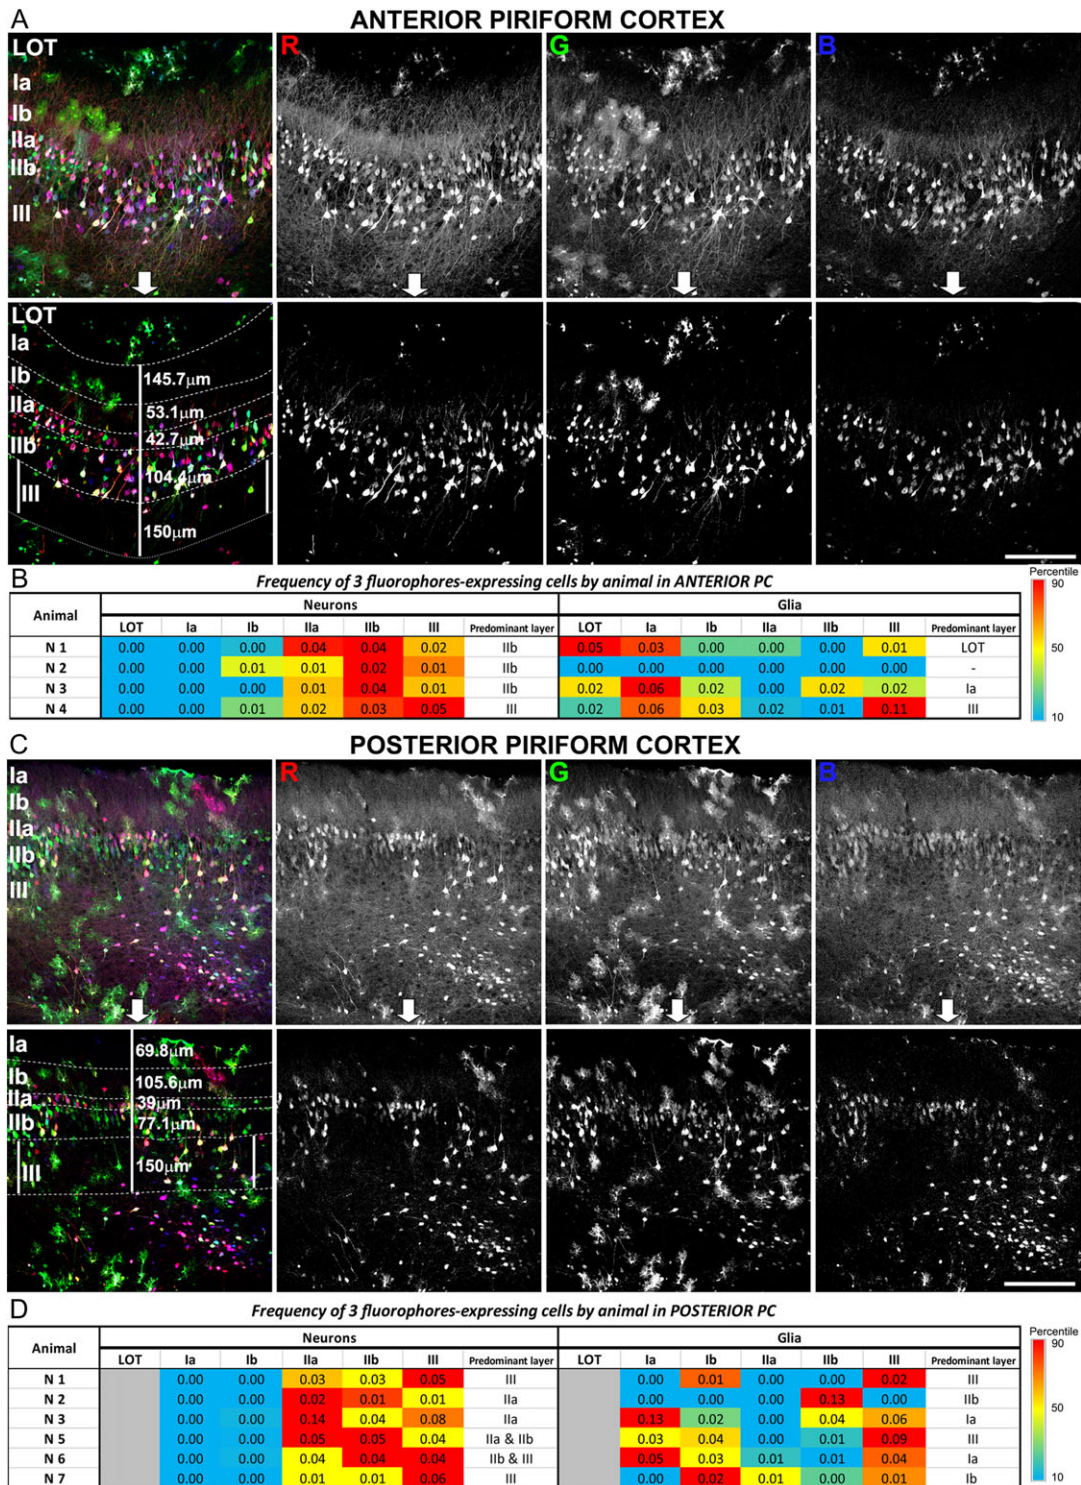 A
ANTERIOR PIRIFORM CORTEX
LOT
R
G
B
Ia
Ib
IIa
IIb
III
LOT
Ia
Ib
IIa
IIb
III
145.7µm
53.1µm
42.7µm
104.4µm
150µm
B
Frequency of 3 fluorophores-expressing cells by animal in ANTERIOR PC
Percentile
90
50
10
Animal Neurons Glia
LOT Ia Ib IIa IIb III Predominant layer LOT Ia Ib IIa IIb III Predominant layer
N 1 0.00 0.00 0.00 0.04 0.04 0.02 IIb 0.05 0.03 0.00 0.00 0.00 0.01 LOT
N 2 0.00 0.00 0.01 0.01 0.02 0.01 IIb 0.00 0.00 0.00 0.00 0.00 0.00 -
N 3 0.00 0.00 0.00 0.01 0.04 0.01 IIb 0.02 0.06 0.02 0.00 0.02 0.02 Ia
N 4 0.00 0.00 0.01 0.02 0.03 0.05 III 0.02 0.06 0.03 0.02 0.01 0.11 III
C
POSTERIOR PIRIFORM CORTEX
Ia
R
G
B
Ib
IIa
IIb
III
Ia
Ib
IIa
IIb
III
69.8µm
105.6µm
39µm
77.1µm
150µm
D
Frequency of 3 fluorophores-expressing cells by animal in POSTERIOR PC
Percentile
90
50
10
Animal Neurons Glia
LOT Ia Ib IIa IIb III Predominant layer LOT Ia Ib IIa IIb III Predominant layer
N 1 0.00 0.00 0.03 0.03 0.05 III 0.00 0.01 0.00 0.00 0.02 III
N 2 0.00 0.00 0.02 0.01 0.01 IIa 0.00 0.00 0.00 0.13 0.00 IIb
N 3 0.00 0.00 0.14 0.04 0.08 IIa 0.13 0.02 0.00 0.04 0.06 Ia
N 5 0.00 0.00 0.05 0.05 0.04 IIa & IIb 0.03 0.04 0.00 0.01 0.09 III
N 6 0.00 0.00 0.04 0.04 0.04 IIb & III 0.05 0.03 0.01 0.01 0.04 Ia
N 7 0.00 0.00 0.01 0.01 0.06 III 0.00 0.02 0.01 0.00 0.01 Ib